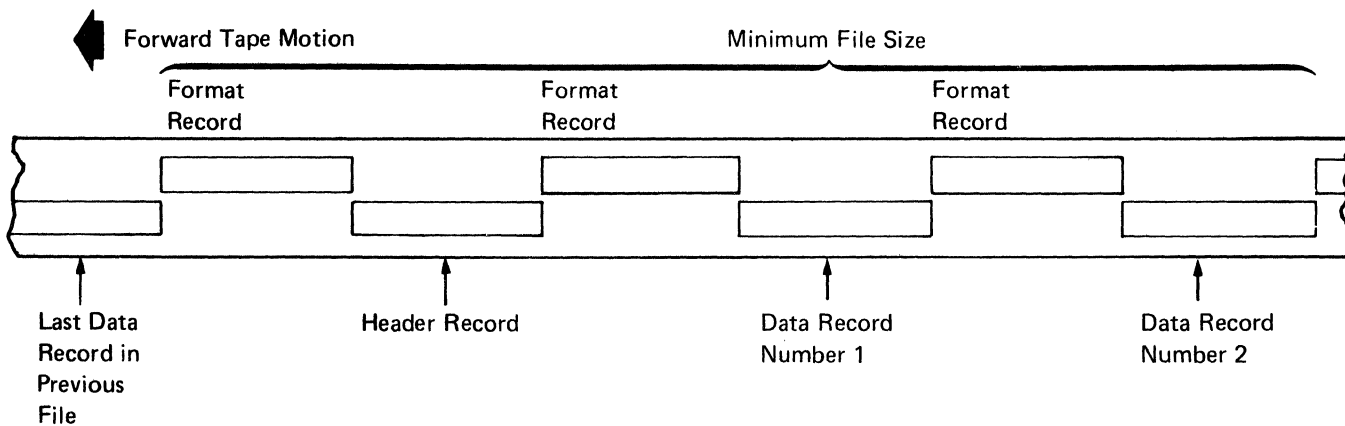 Forward Tape Motion
Minimum File Size
Format
Record
Format
Record
Format
Record
Last Data
Record in
Previous
File
Header Record
Data Record
Number 1
Data Record
Number 2